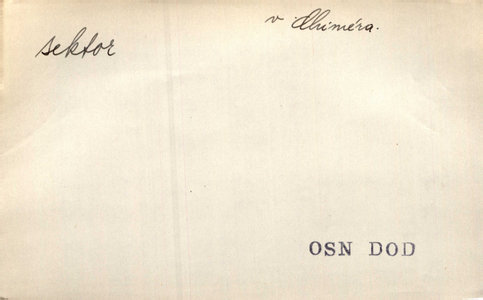 v Chiméra.
sektor
OSN DOD